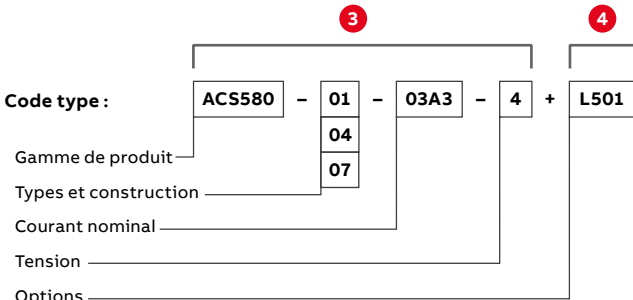 3 4
Code type : ACS580 – 01 – 03A3 – 4 + L501
04
Gamme de produit
07
Types et construction
Courant nominal
Tension
Options